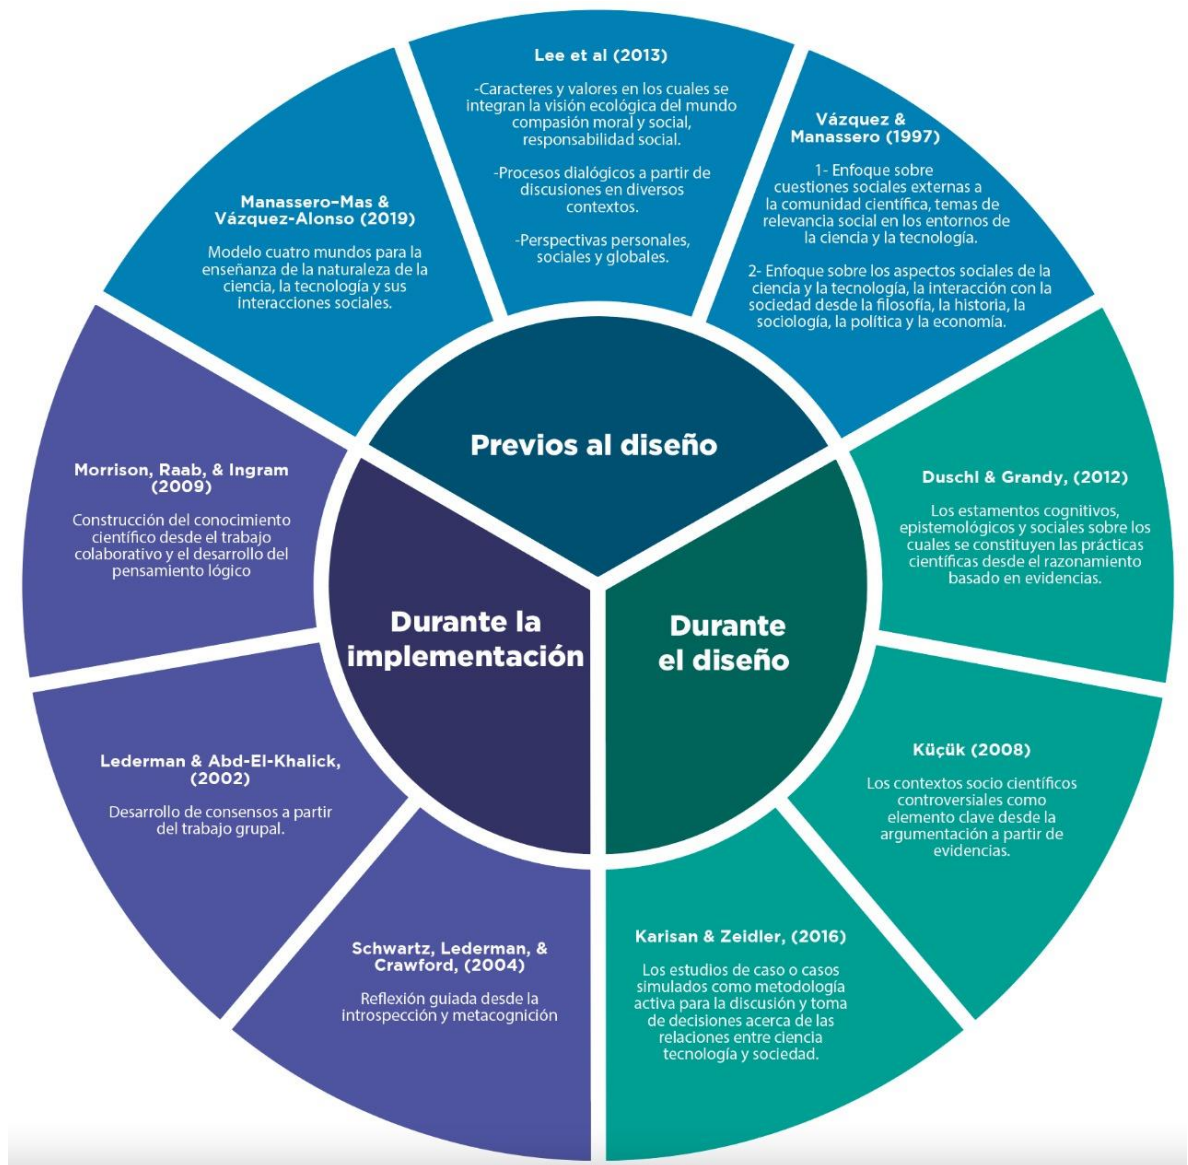 Lee et al (2013)
-Caracteres y valores en los cuales se
integran la visión ecológica del mundo
compasión moral y social,
responsabilidad social.
-Procesos dialógicos a partir de
discusiones en diversos
contextos.
-Perspectivas personales,
sociales y globales.
Vázquez &
Manassero (1997)
1- Enfoque sobre
cuestiones sociales externas a
la comunidad científica, temas de
relevancia social en los entornos de
la ciencia y la tecnología.
2- Enfoque sobre los aspectos sociales de la
ciencia y la tecnología, la interacción con la
sociedad desde la filosofía, la historia, la
sociología, la política y la economía.
Manassero–Mas &
Vázquez-Alonso (2019)
Modelo cuatro mundos para la
enseñanza de la naturaleza de la
ciencia, la tecnología y sus
interacciones sociales.
Previos al diseño
Morrison, Raab, & Ingram
(2009)
Construcción del conocimiento
científico desde el trabajo
colaborativo y el desarrollo del
pensamiento lógico
Duschl & Grandy, (2012)
Los estamentos cognitivos,
epistemológicos y sociales sobre los
cuales se constituyen las prácticas
científicas desde el razonamiento
basado en evidencias.
Durante la
implementación
Durante
el diseño
Lederman & Abd-El-Khalick,
(2002)
Desarrollo de consensos a partir
del trabajo grupal.
Küçük (2008)
Los contextos socio científicos
controversiales como
elemento clave desde la
argumentación a partir de
evidencias.
Schwartz, Lederman, &
Crawford, (2004)
Reflexión guiada desde la
introspección y metacognición
Karisan & Zeidler, (2016)
Los estudios de caso o casos
simulados como metodología
activa para la discusión y toma
de decisiones acerca de las
relaciones entre ciencia
tecnología y sociedad.